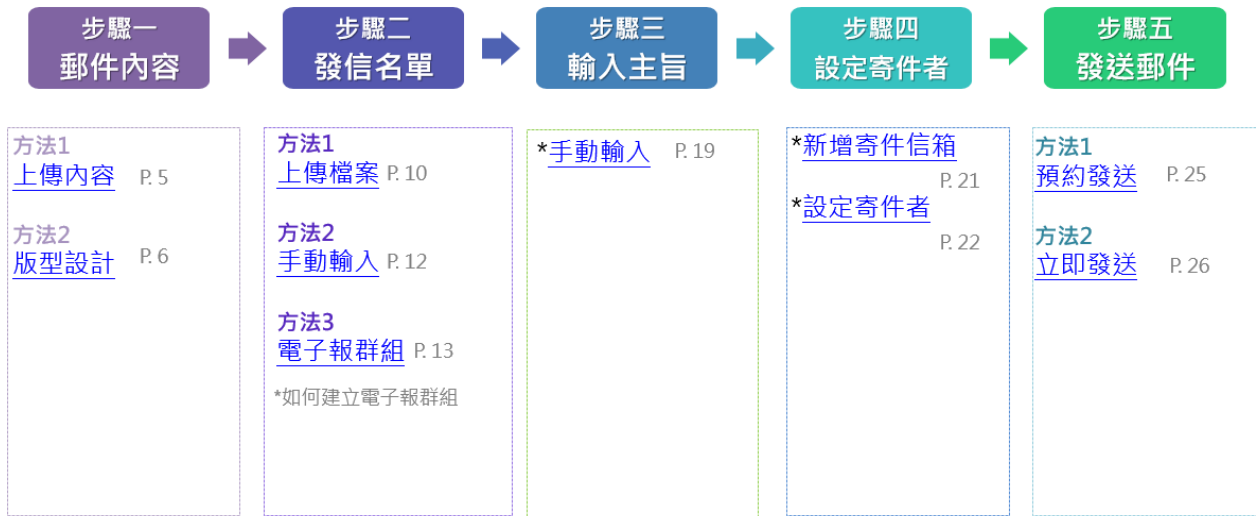 步驟一
郵件內容
步驟二
發信名單
步驟三
輸入主旨
步驟四
設定寄件者
步驟五
發送郵件
方法1
上傳內容 P. 5
方法2
版型設計 P. 6
方法1
上傳檔案 P. 10
方法2
手動輸入 P. 12
方法3
電子報群組 P. 13
*如何建立電子報群組
*手動輸入 P. 19
*新增寄件信箱
P. 21
*設定寄件者
P. 22
方法1
預約發送 P. 25
方法2
立即發送 P. 26